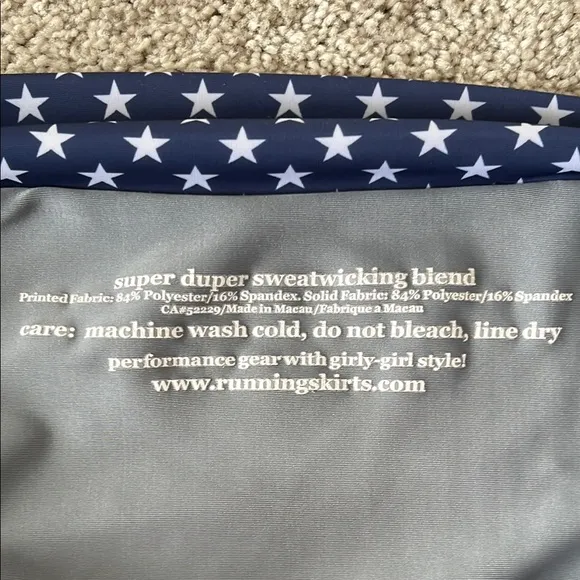 super duper sweatwicking blend
Printed Fabric: 84% Polyester/16% Spandex. Solid Fabric: 84% Polyester/16% Spandex
CA#52229/Made in Macau/Fabrique a Macau
care: machine wash cold, do not bleach, line dry
performance gear with girly-girl style!
www.runningskirts.com